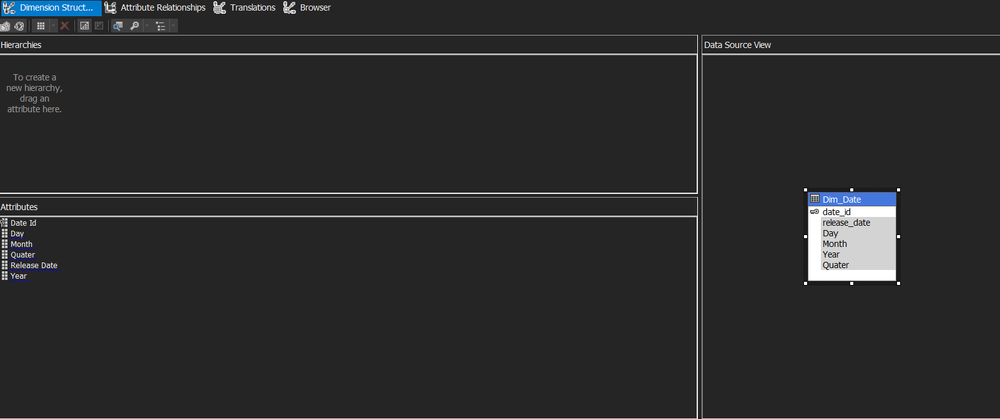 Dimension Struct...
Attribute Relationships
Translations
Browser
Hierarchies
To create a
new hierarchy,
drag an
attribute here.
Attributes
Date Id
Day
Month
Quater
Release Date
Year
Data Source View
Dim_Date
date_id
release_date
Day
Month
Year
Quater